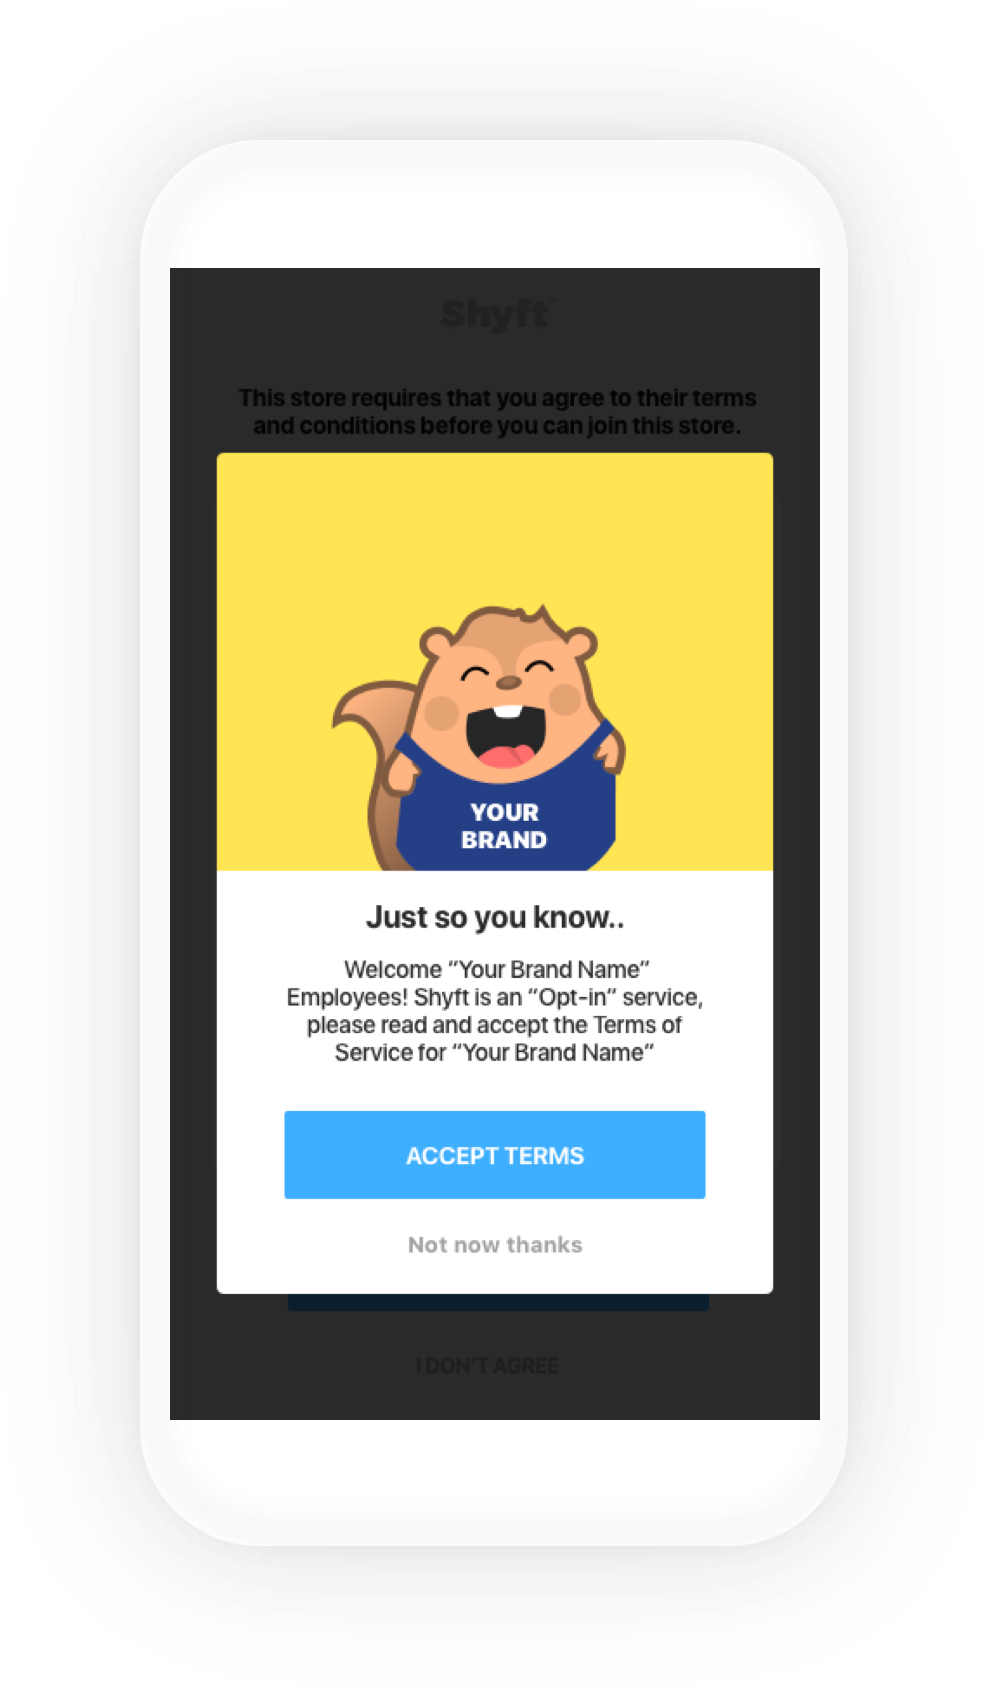 Shyft™
This store requires that you agree to their terms
and conditions before you can join this store.
YOUR
BRAND
Just so you know..
Welcome “Your Brand Name”
Employees! Shyft is an “Opt-in” service,
please read and accept the Terms of
Service for “Your Brand Name”
ACCEPT TERMS
Not now thanks
I DON'T AGREE